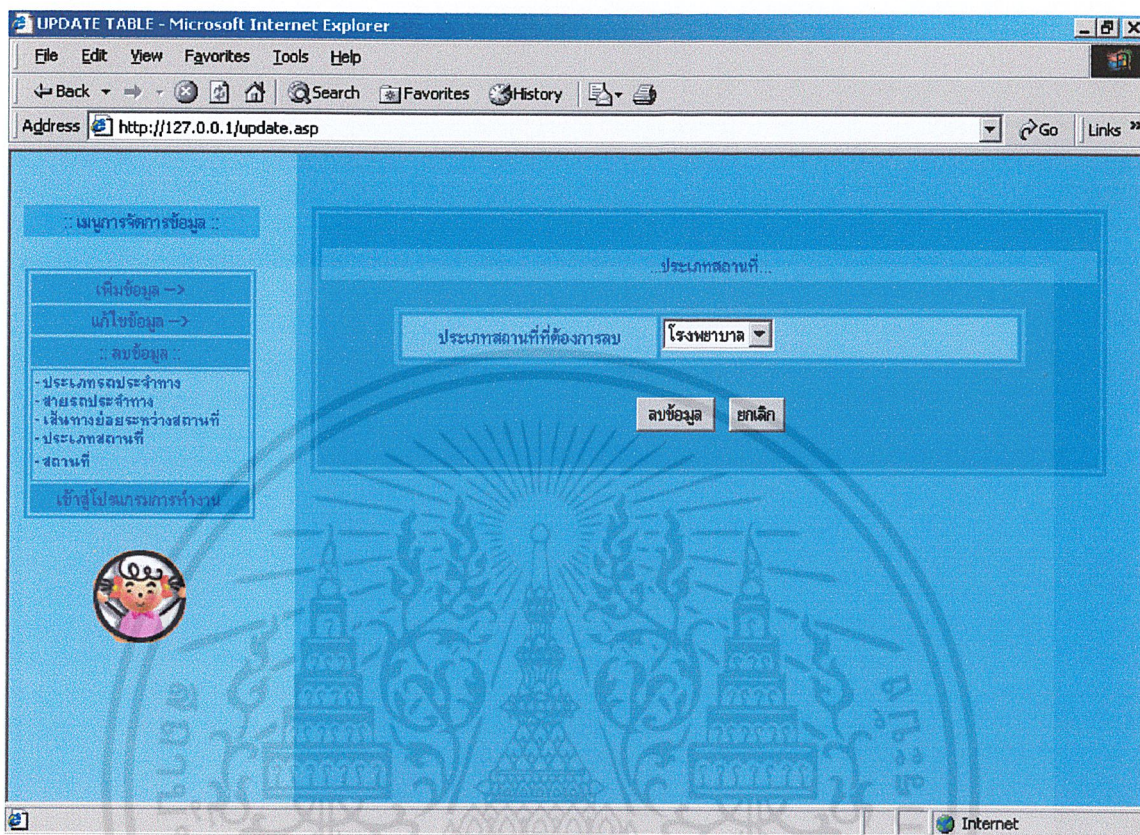 UPDATE TABLE - Microsoft Internet Explorer
File Edit View Favorites Tools Help
Back Search Favorites History
Address http://127.0.0.1/update.asp Go Links »
:: เมนูการจัดการข้อมูล ::
เพิ่มข้อมูล -->
แก้ไขข้อมูล -->
:: ลบข้อมูล ::
- ประเภทรถประจำทาง
- สายรถประจำทาง
- เส้นทางย่อยระหว่างสถานที่
- ประเภทสถานที่
- สถานที่
เข้าสู่โปรแกรมการทำงาน
...ประเภทสถานที่...
ประเภทสถานที่ที่ต้องการลบ โรงพยาบาล
ลบข้อมูล ยกเลิก
Internet